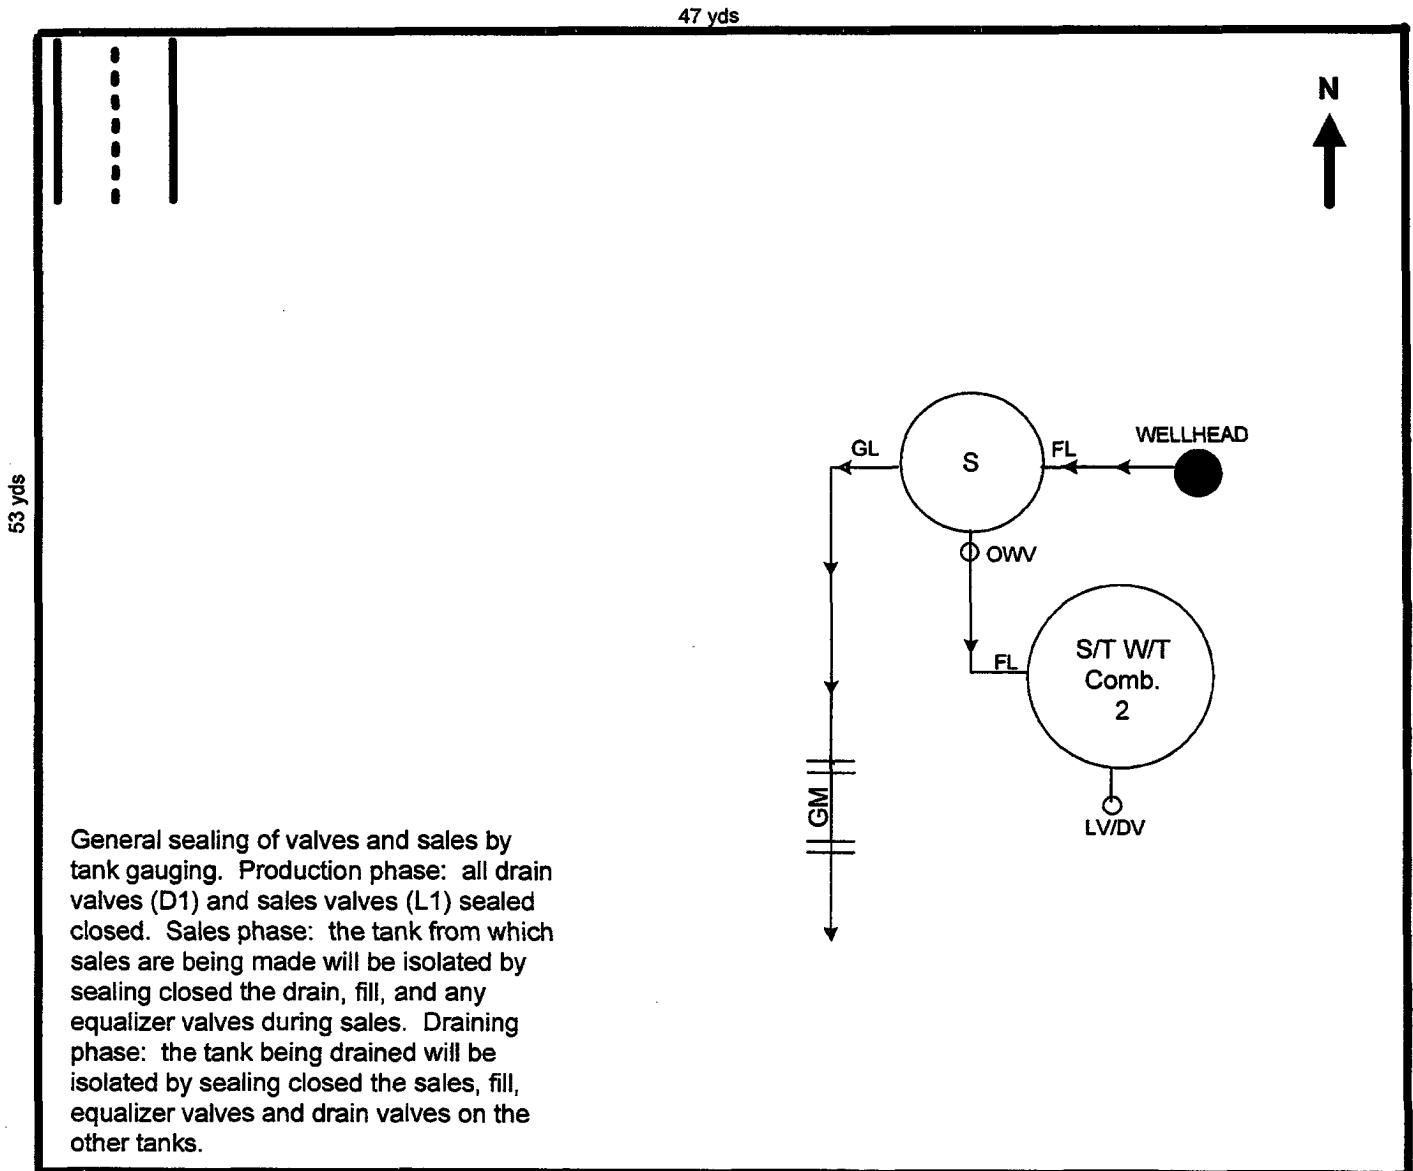 47 yds
N
WELLHEAD
GL
S
FL
53 yds
OWV
S/T W/T
Comb.
2
FL
GM
LV/DV
General sealing of valves and sales by
tank gauging. Production phase: all drain
valves (D1) and sales valves (L1) sealed
closed. Sales phase: the tank from which
sales are being made will be isolated by
sealing closed the drain, fill, and any
equalizer valves during sales. Draining
phase: the tank being drained will be
isolated by sealing closed the sales, fill,
equalizer valves and drain valves on the
other tanks.